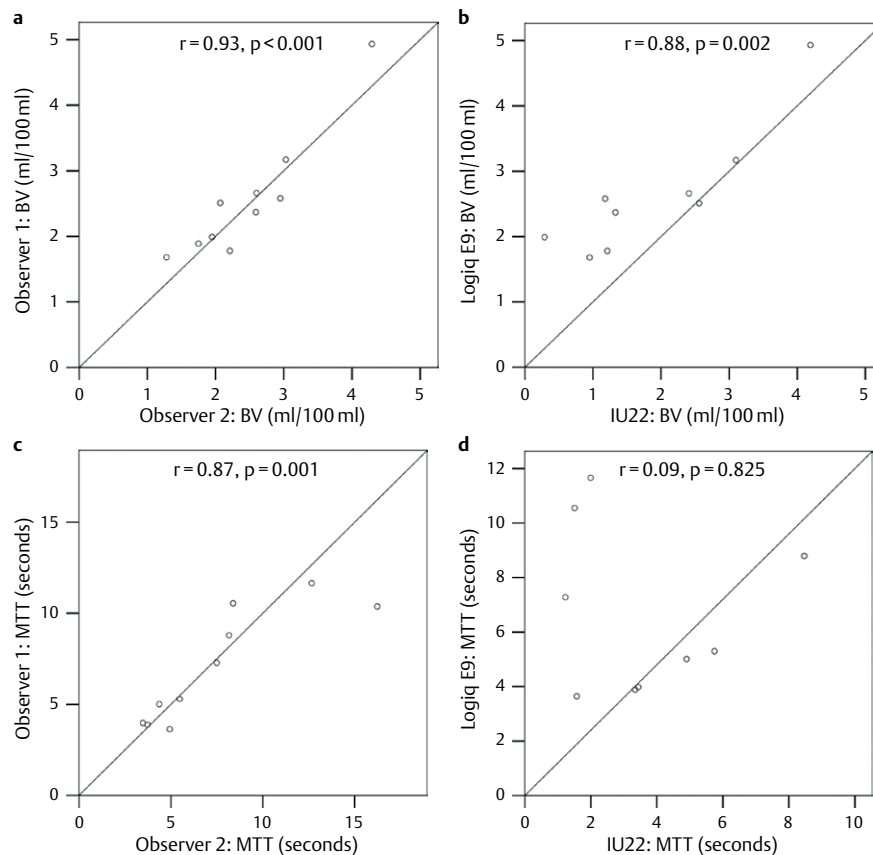 a
r = 0.93, p < 0.001
5
4
3
2
1
0
Observer 1: BV (ml/100 ml)
0 1 2 3 4 5
Observer 2: BV (ml/100 ml)
b
r = 0.88, p = 0.002
5
4
3
2
1
0
Logiq E9: BV (ml/100 ml)
0 1 2 3 4 5
IU22: BV (ml/100 ml)
c
r = 0.87, p = 0.001
15
10
5
0
Observer 1: MTT (seconds)
0 5 10 15
Observer 2: MTT (seconds)
d
r = 0.09, p = 0.825
12
10
8
6
4
2
0
Logiq E9: MTT (seconds)
0 2 4 6 8 10
IU22: MTT (seconds)